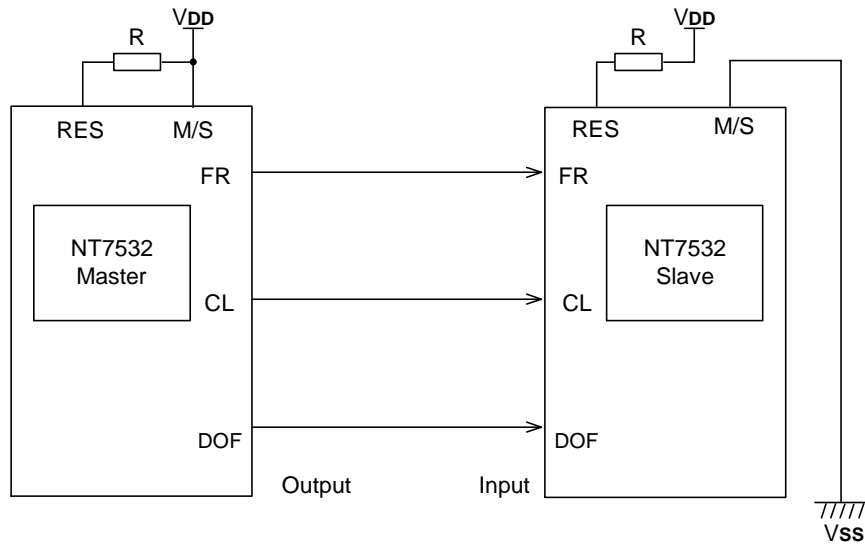 VDD
VDD
R
R
RES
M/S
RES
M/S
FR
FR
NT7532
Master
NT7532
Slave
CL
CL
DOF
DOF
Output
Input
VSS